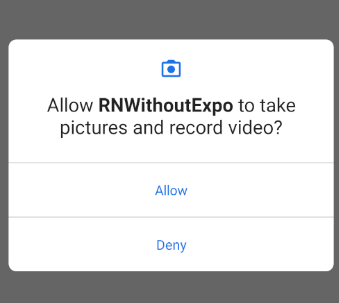 Allow RNWithoutExpo to take
pictures and record video?
Allow
Deny